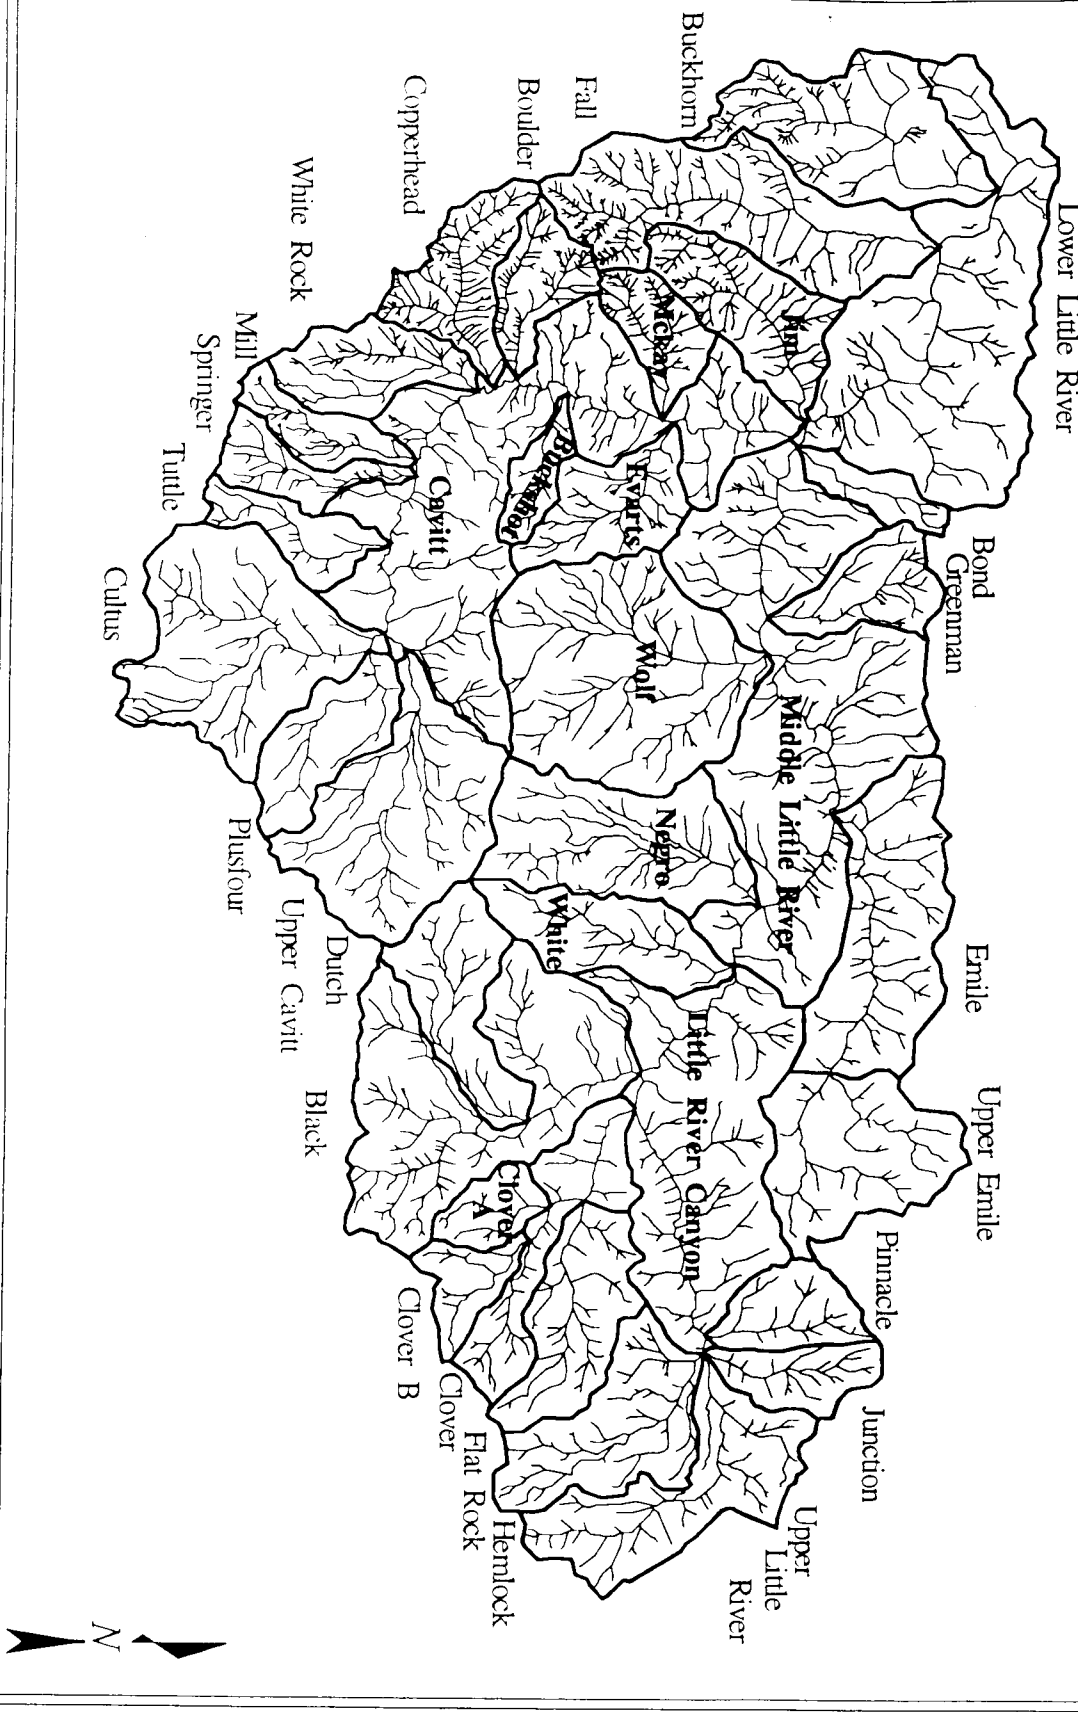 Lower Little River
Emile
Upper Emile
Bond
Greenman
Pinnacle
Junction
Upper
Little
River
Jim
Middle Little River
Little River Canyon
Buckhorn
Mckay
Wolf
Negro
Evarts
Fall
White
Buckshot
Boulder
Clover
A
Hemlock
Flat Rock
Clover
Cavitt
Copperhead
Clover B
White Rock
Black
Dutch
Upper Cavitt
Mill
Plusfour
Springer
Tuttle
Cultus
N